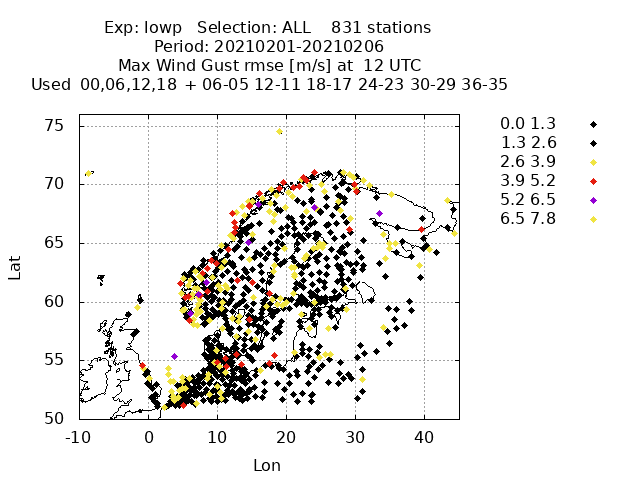 Exp: lowp   Selection: ALL    831 stations
Period: 20210201-20210206
Max Wind Gust rmse [m/s] at  12 UTC
Used  00,06,12,18  + 06-05 12-11 18-17 24-23 30-29 36-35
75
70
65
60
55
50
Lat
-10 0 10 20 30 40
Lon
0.0 1.3
1.3 2.6
2.6 3.9
3.9 5.2
5.2 6.5
6.5 7.8